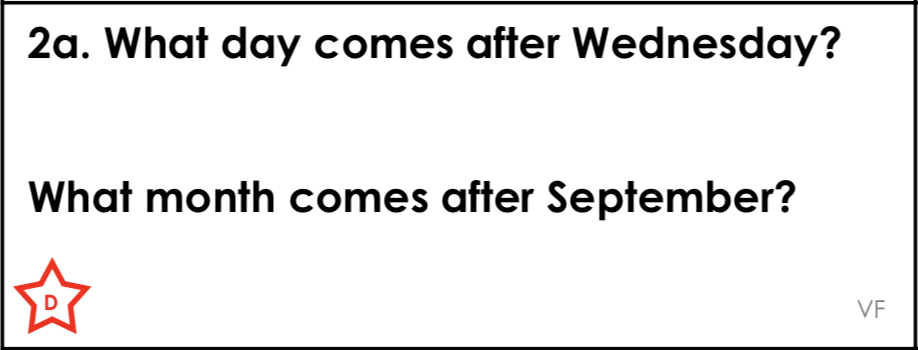 2a. What day comes after Wednesday?
What month comes after September?
D
VF